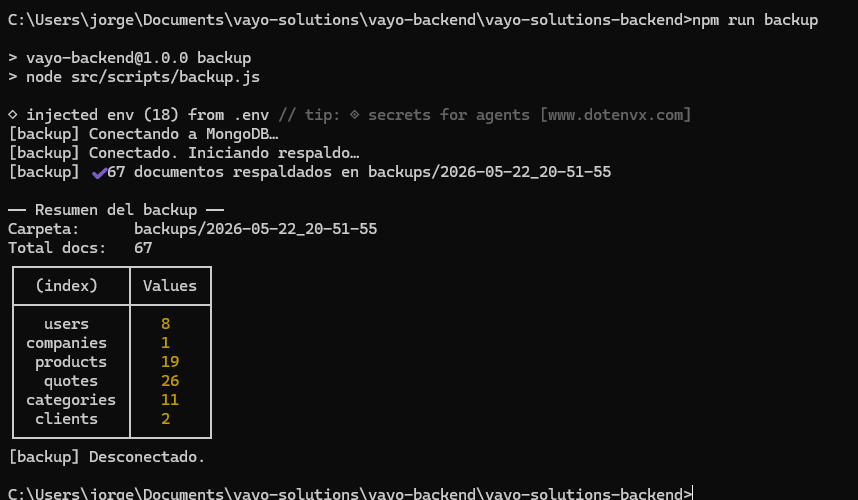 C:\Users\jorge\Documents\vayo-solutions\vayo-backend\vayo-solutions-backend>npm run backup
> vayo-backend@1.0.0 backup
> node src/scripts/backup.js
◇ injected env (18) from .env // tip: ⟐ secrets for agents [www.dotenvx.com]
[backup] Conectando a MongoDB…
[backup] Conectado. Iniciando respaldo…
[backup] ✔67 documentos respaldados en backups/2026-05-22_20-51-55
── Resumen del backup ──
Carpeta: backups/2026-05-22_20-51-55
Total docs: 67
(index) Values
users 8
companies 1
products 19
quotes 26
categories 11
clients 2
[backup] Desconectado.
C:\Users\jorge\Documents\vayo-solutions\vayo-backend\vayo-solutions-backend>